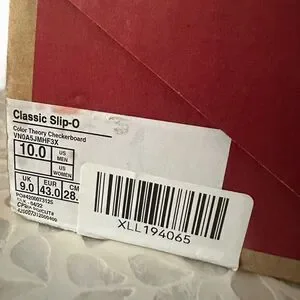 Classic Slip-O
Color Theory Checkerboard
VN0A5JMHF3X
10.0 US MEN US WOMEN
UK EUR CM
9.0 43.0 28.
XLL194065